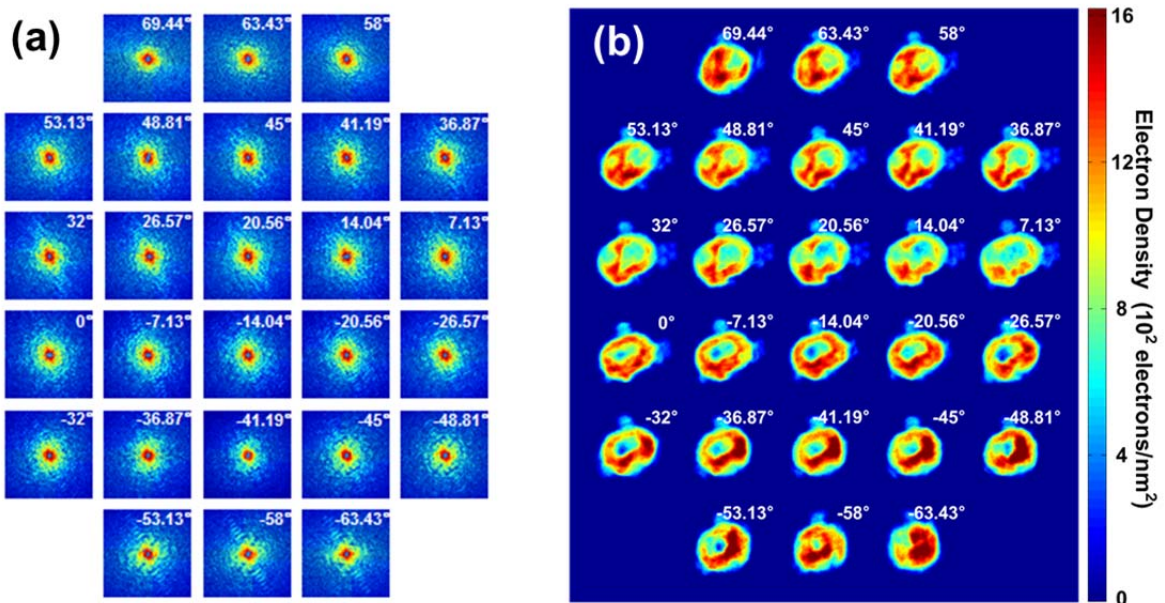 (a)
69.44° 63.43° 58°
53.13° 48.81° 45° 41.19° 36.87°
32° 26.57° 20.56° 14.04° 7.13°
0° -7.13° -14.04° -20.56° -26.57°
-32° -36.87° -41.19° -45° -48.81°
-53.13° -58° -63.43°
(b)
69.44° 63.43° 58°
53.13° 48.81° 45° 41.19° 36.87°
32° 26.57° 20.56° 14.04° 7.13°
0° -7.13° -14.04° -20.56° -26.57°
-32° -36.87° -41.19° -45° -48.81°
-53.13° -58° -63.43°
16
12
8
4
0
Electron Density (10² electrons/nm²)